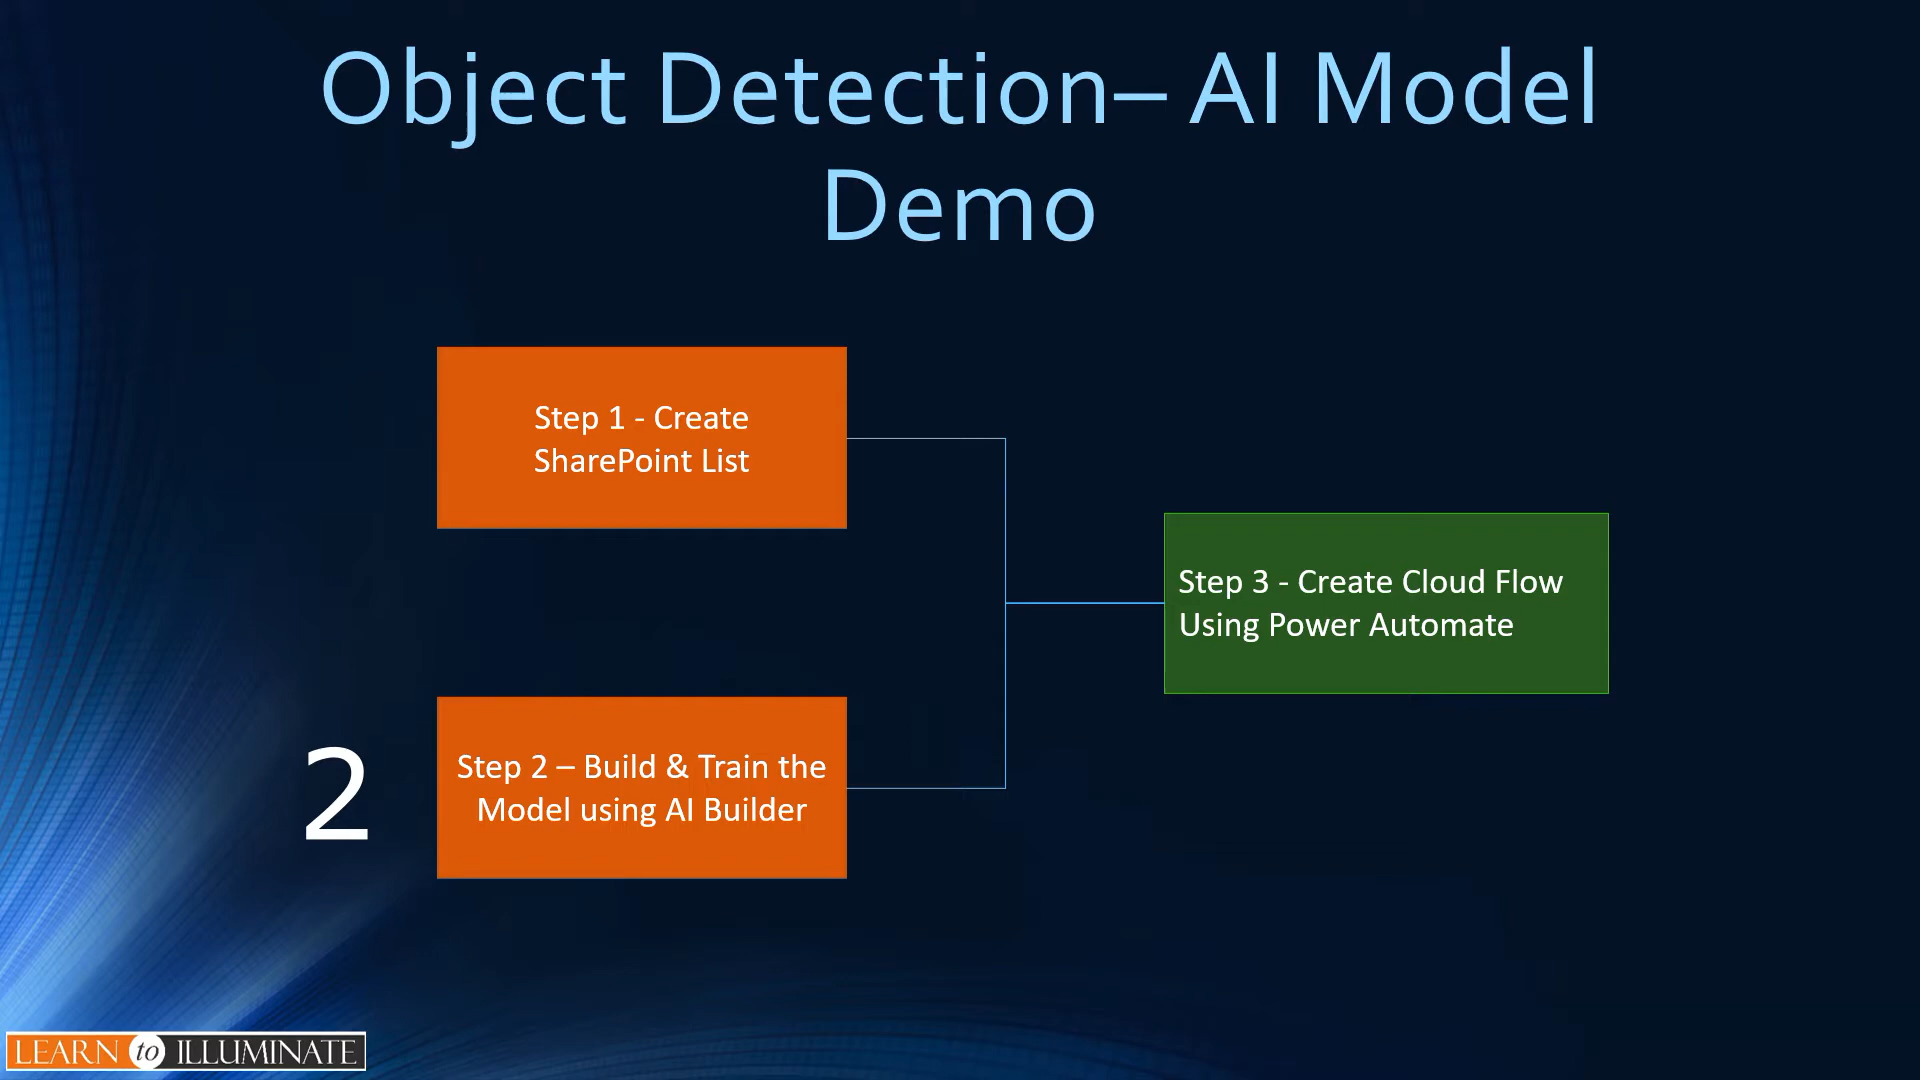 Object Detection– AI Model
Demo
Step 1 - Create
SharePoint List
Step 3 - Create Cloud Flow
Using Power Automate
2
Step 2 – Build & Train the
Model using AI Builder
LEARN to ILLUMINATE